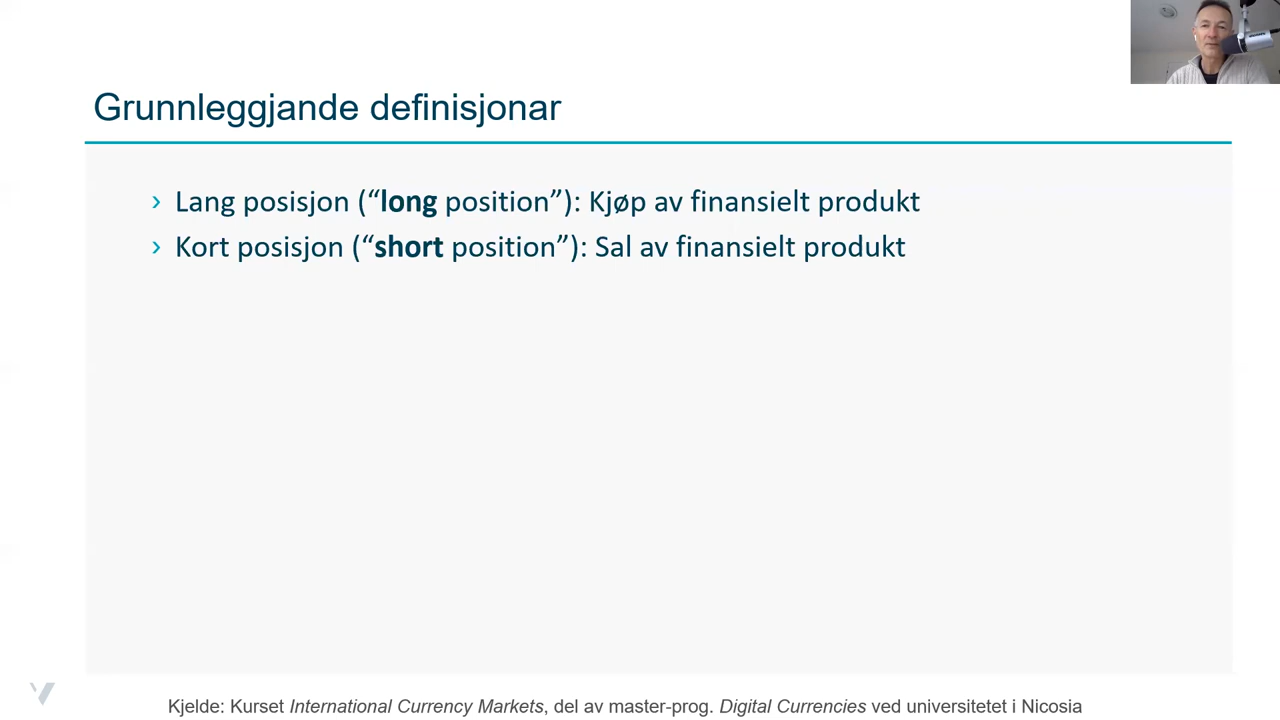 Grunnleggjande definisjonar
› Lang posisjon (“long position”): Kjøp av finansielt produkt
› Kort posisjon (“short position”): Sal av finansielt produkt
Kjelde: Kurset International Currency Markets, del av master-prog. Digital Currencies ved universitetet i Nicosia